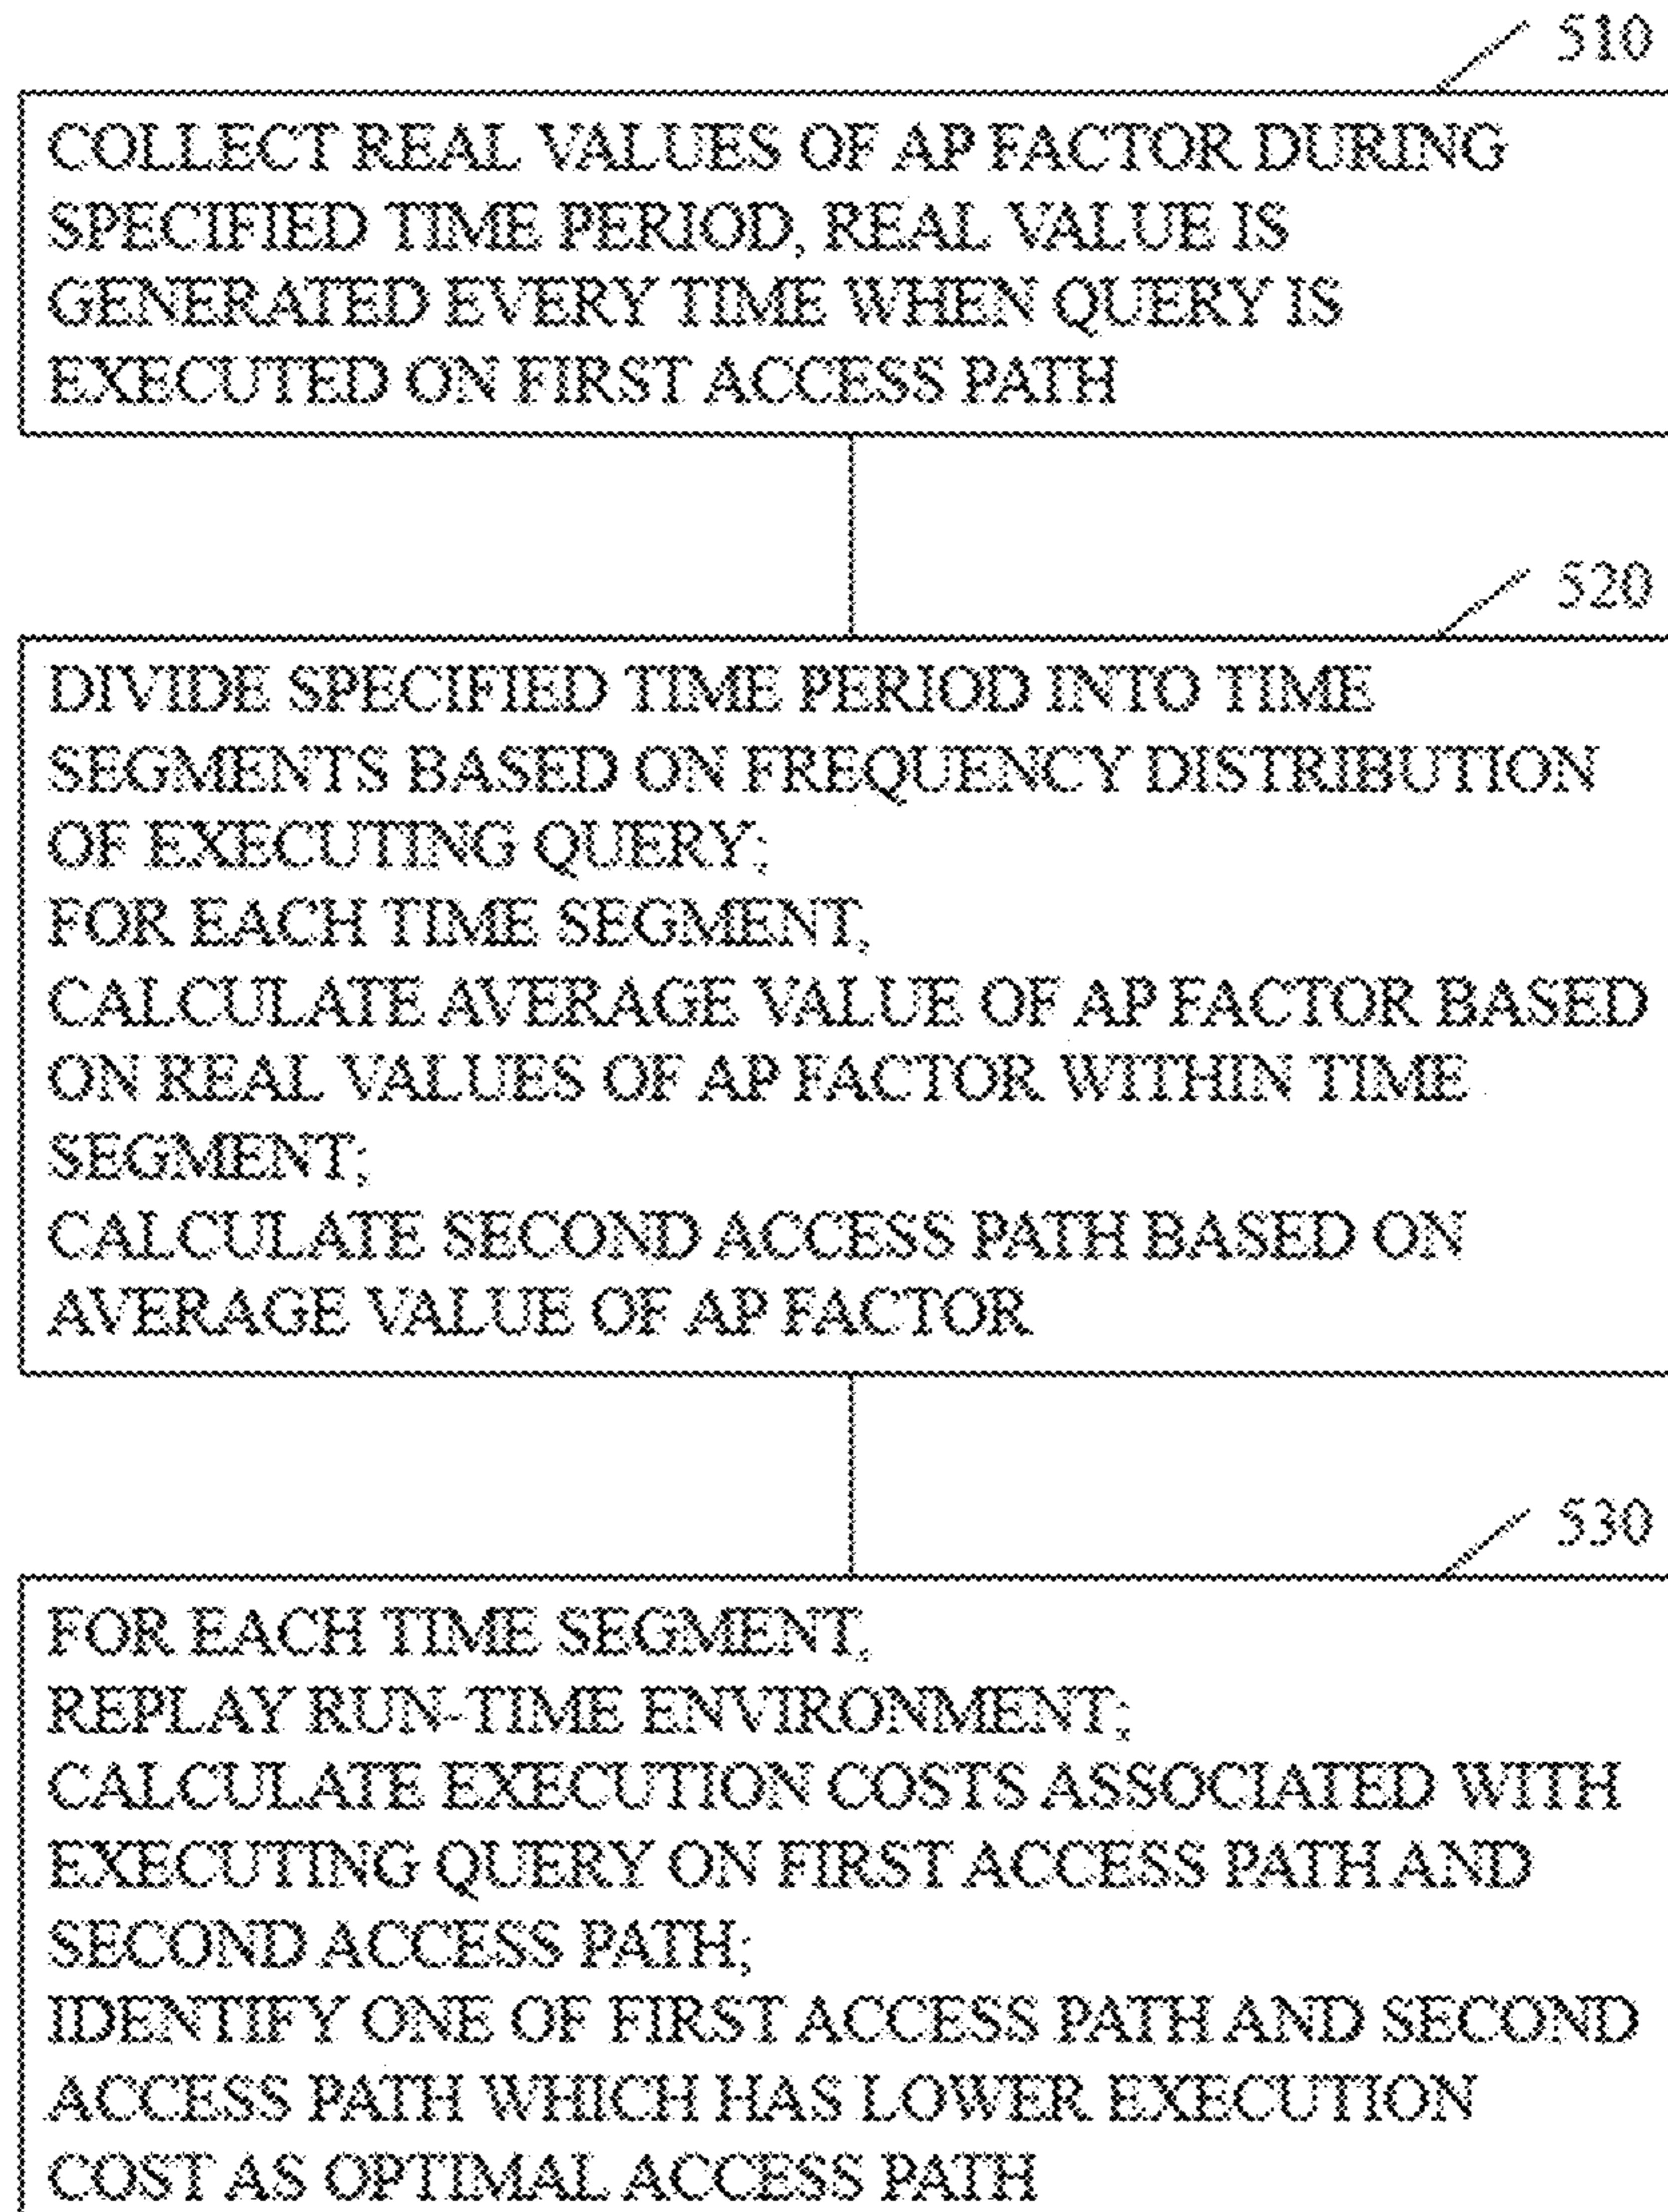 510
COLLECT REAL VALUES OF AP FACTOR DURING
SPECIFIED TIME PERIOD, REAL VALUE IS
GENERATED EVERY TIME WHEN QUERY IS
EXECUTED ON FIRST ACCESS PATH
520
DIVIDE SPECIFIED TIME PERIOD INTO TIME
SEGMENTS BASED ON FREQUENCY DISTRIBUTION
OF EXECUTING QUERY;
FOR EACH TIME SEGMENT,
CALCULATE AVERAGE VALUE OF AP FACTOR BASED
ON REAL VALUES OF AP FACTOR WITHIN TIME
SEGMENT;
CALCULATE SECOND ACCESS PATH BASED ON
AVERAGE VALUE OF AP FACTOR
530
FOR EACH TIME SEGMENT,
REPLAY RUN-TIME ENVIRONMENT;
CALCULATE EXECUTION COSTS ASSOCIATED WITH
EXECUTING QUERY ON FIRST ACCESS PATH AND
SECOND ACCESS PATH;
IDENTIFY ONE OF FIRST ACCESS PATH AND SECOND
ACCESS PATH WHICH HAS LOWER EXECUTION
COST AS OPTIMAL ACCESS PATH